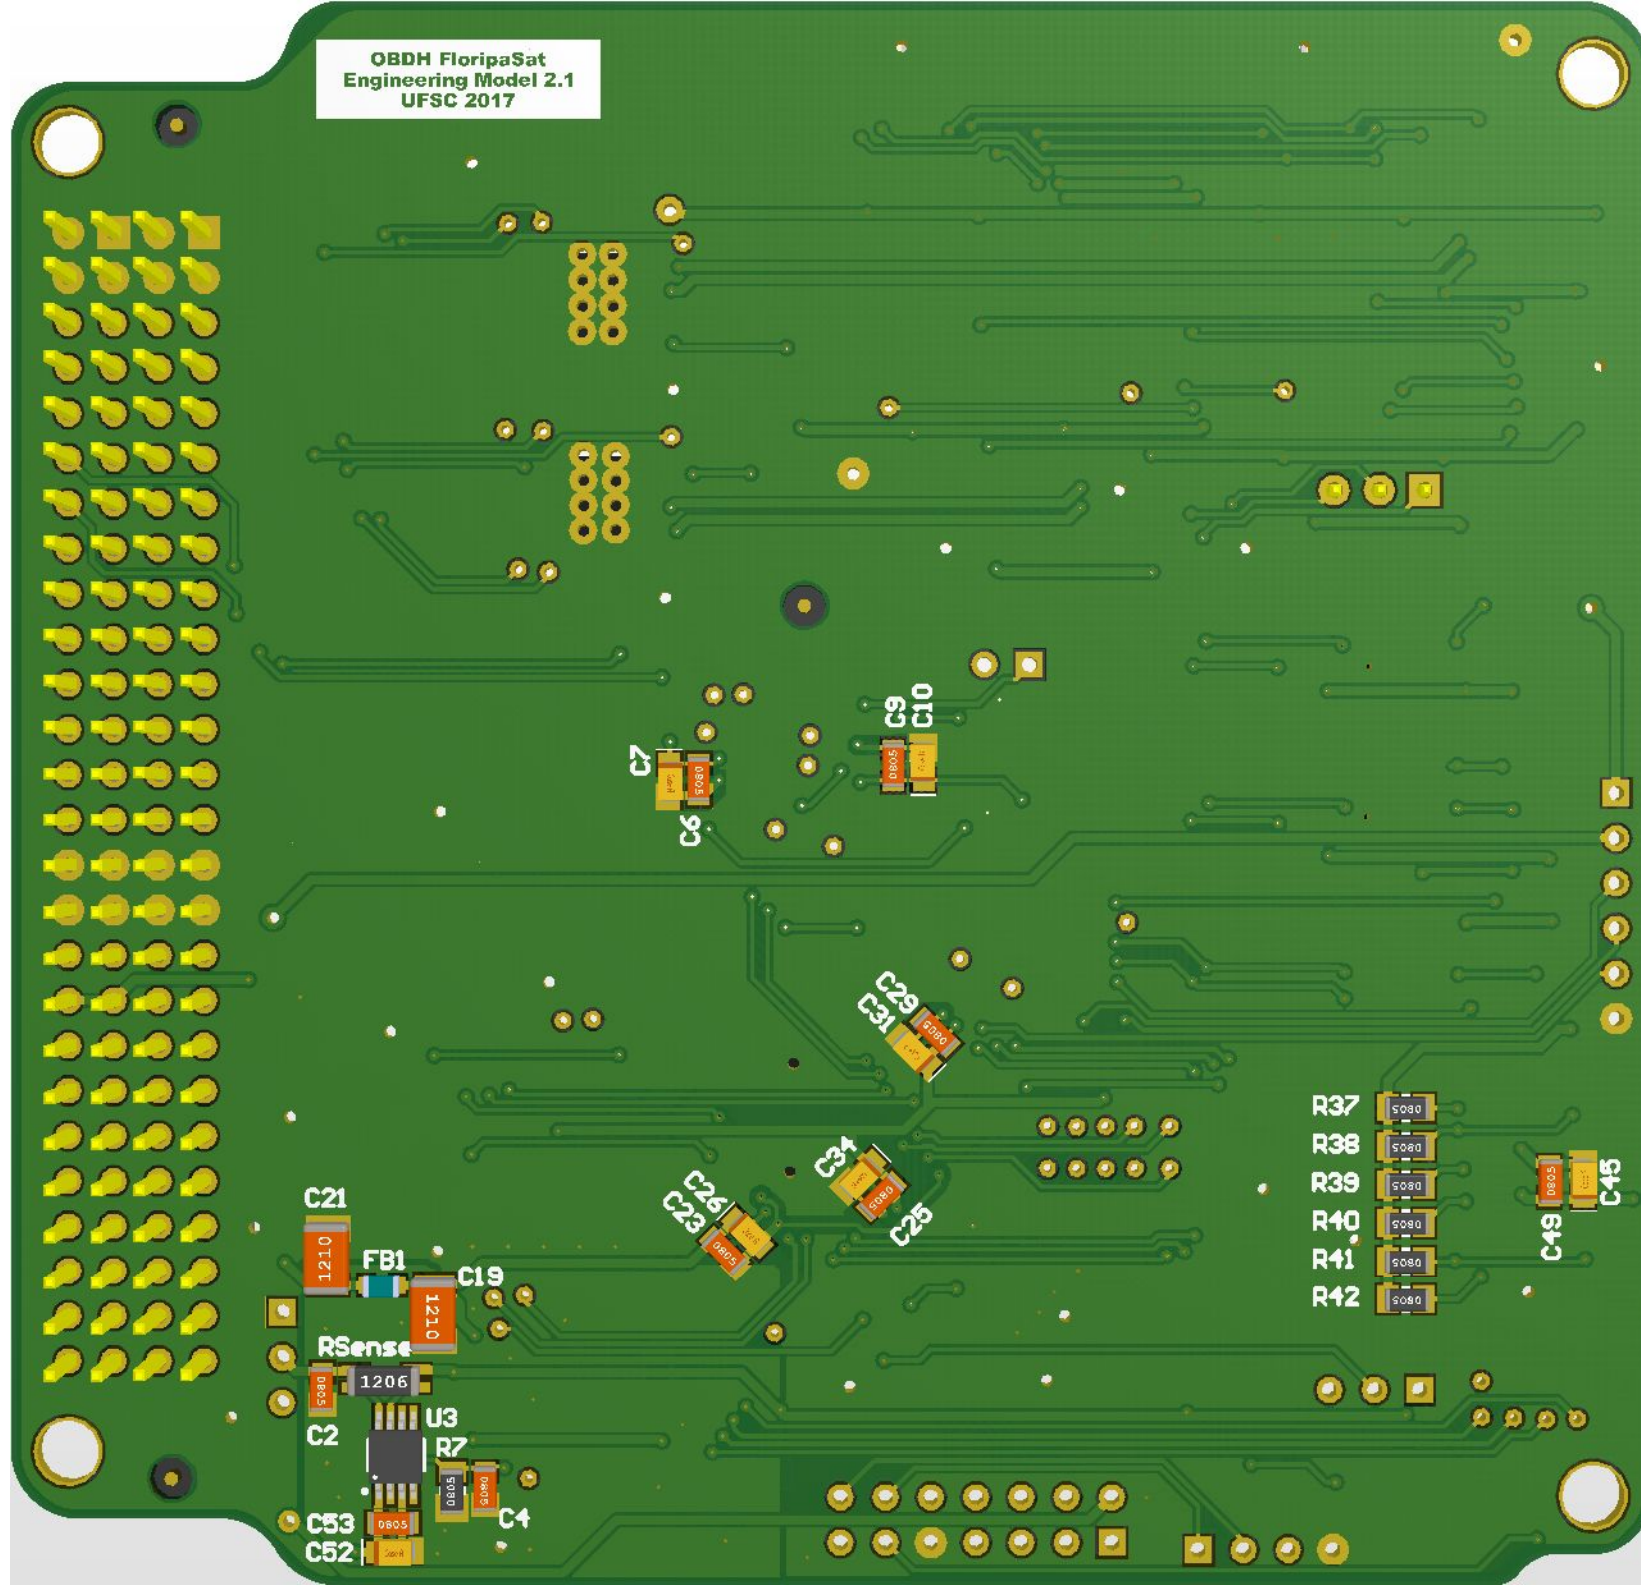 OBDH FloripaSat
Engineering Model 2.1
UFSC 2017
C9
C10
C7
0805
0805
C6
C29
C31
0805
R37
0805
R38
0805
C34
R39
0805
0805
C45
C26
C23
0805
C25
C21
R40
0805
C49
1210
FB1
0805
R41
0805
C19
R42
0805
1210
RSense
0805
1206
C2
U3
R7
0805
0805
C4
C53
0805
C52